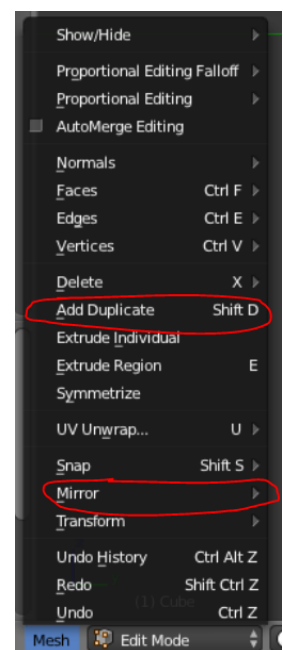 Show/Hide
Proportional Editing Falloff
Proportional Editing
AutoMerge Editing
Normals
Faces Ctrl F
Edges Ctrl E
Vertices Ctrl V
Delete X
Add Duplicate Shift D
Extrude Individual
Extrude Region E
Symmetrize
UV Unwrap... U
Snap Shift S
Mirror
Transform
Undo History Ctrl Alt Z
Redo Shift Ctrl Z
(1) Cube
Undo Ctrl Z
Mesh Edit Mode